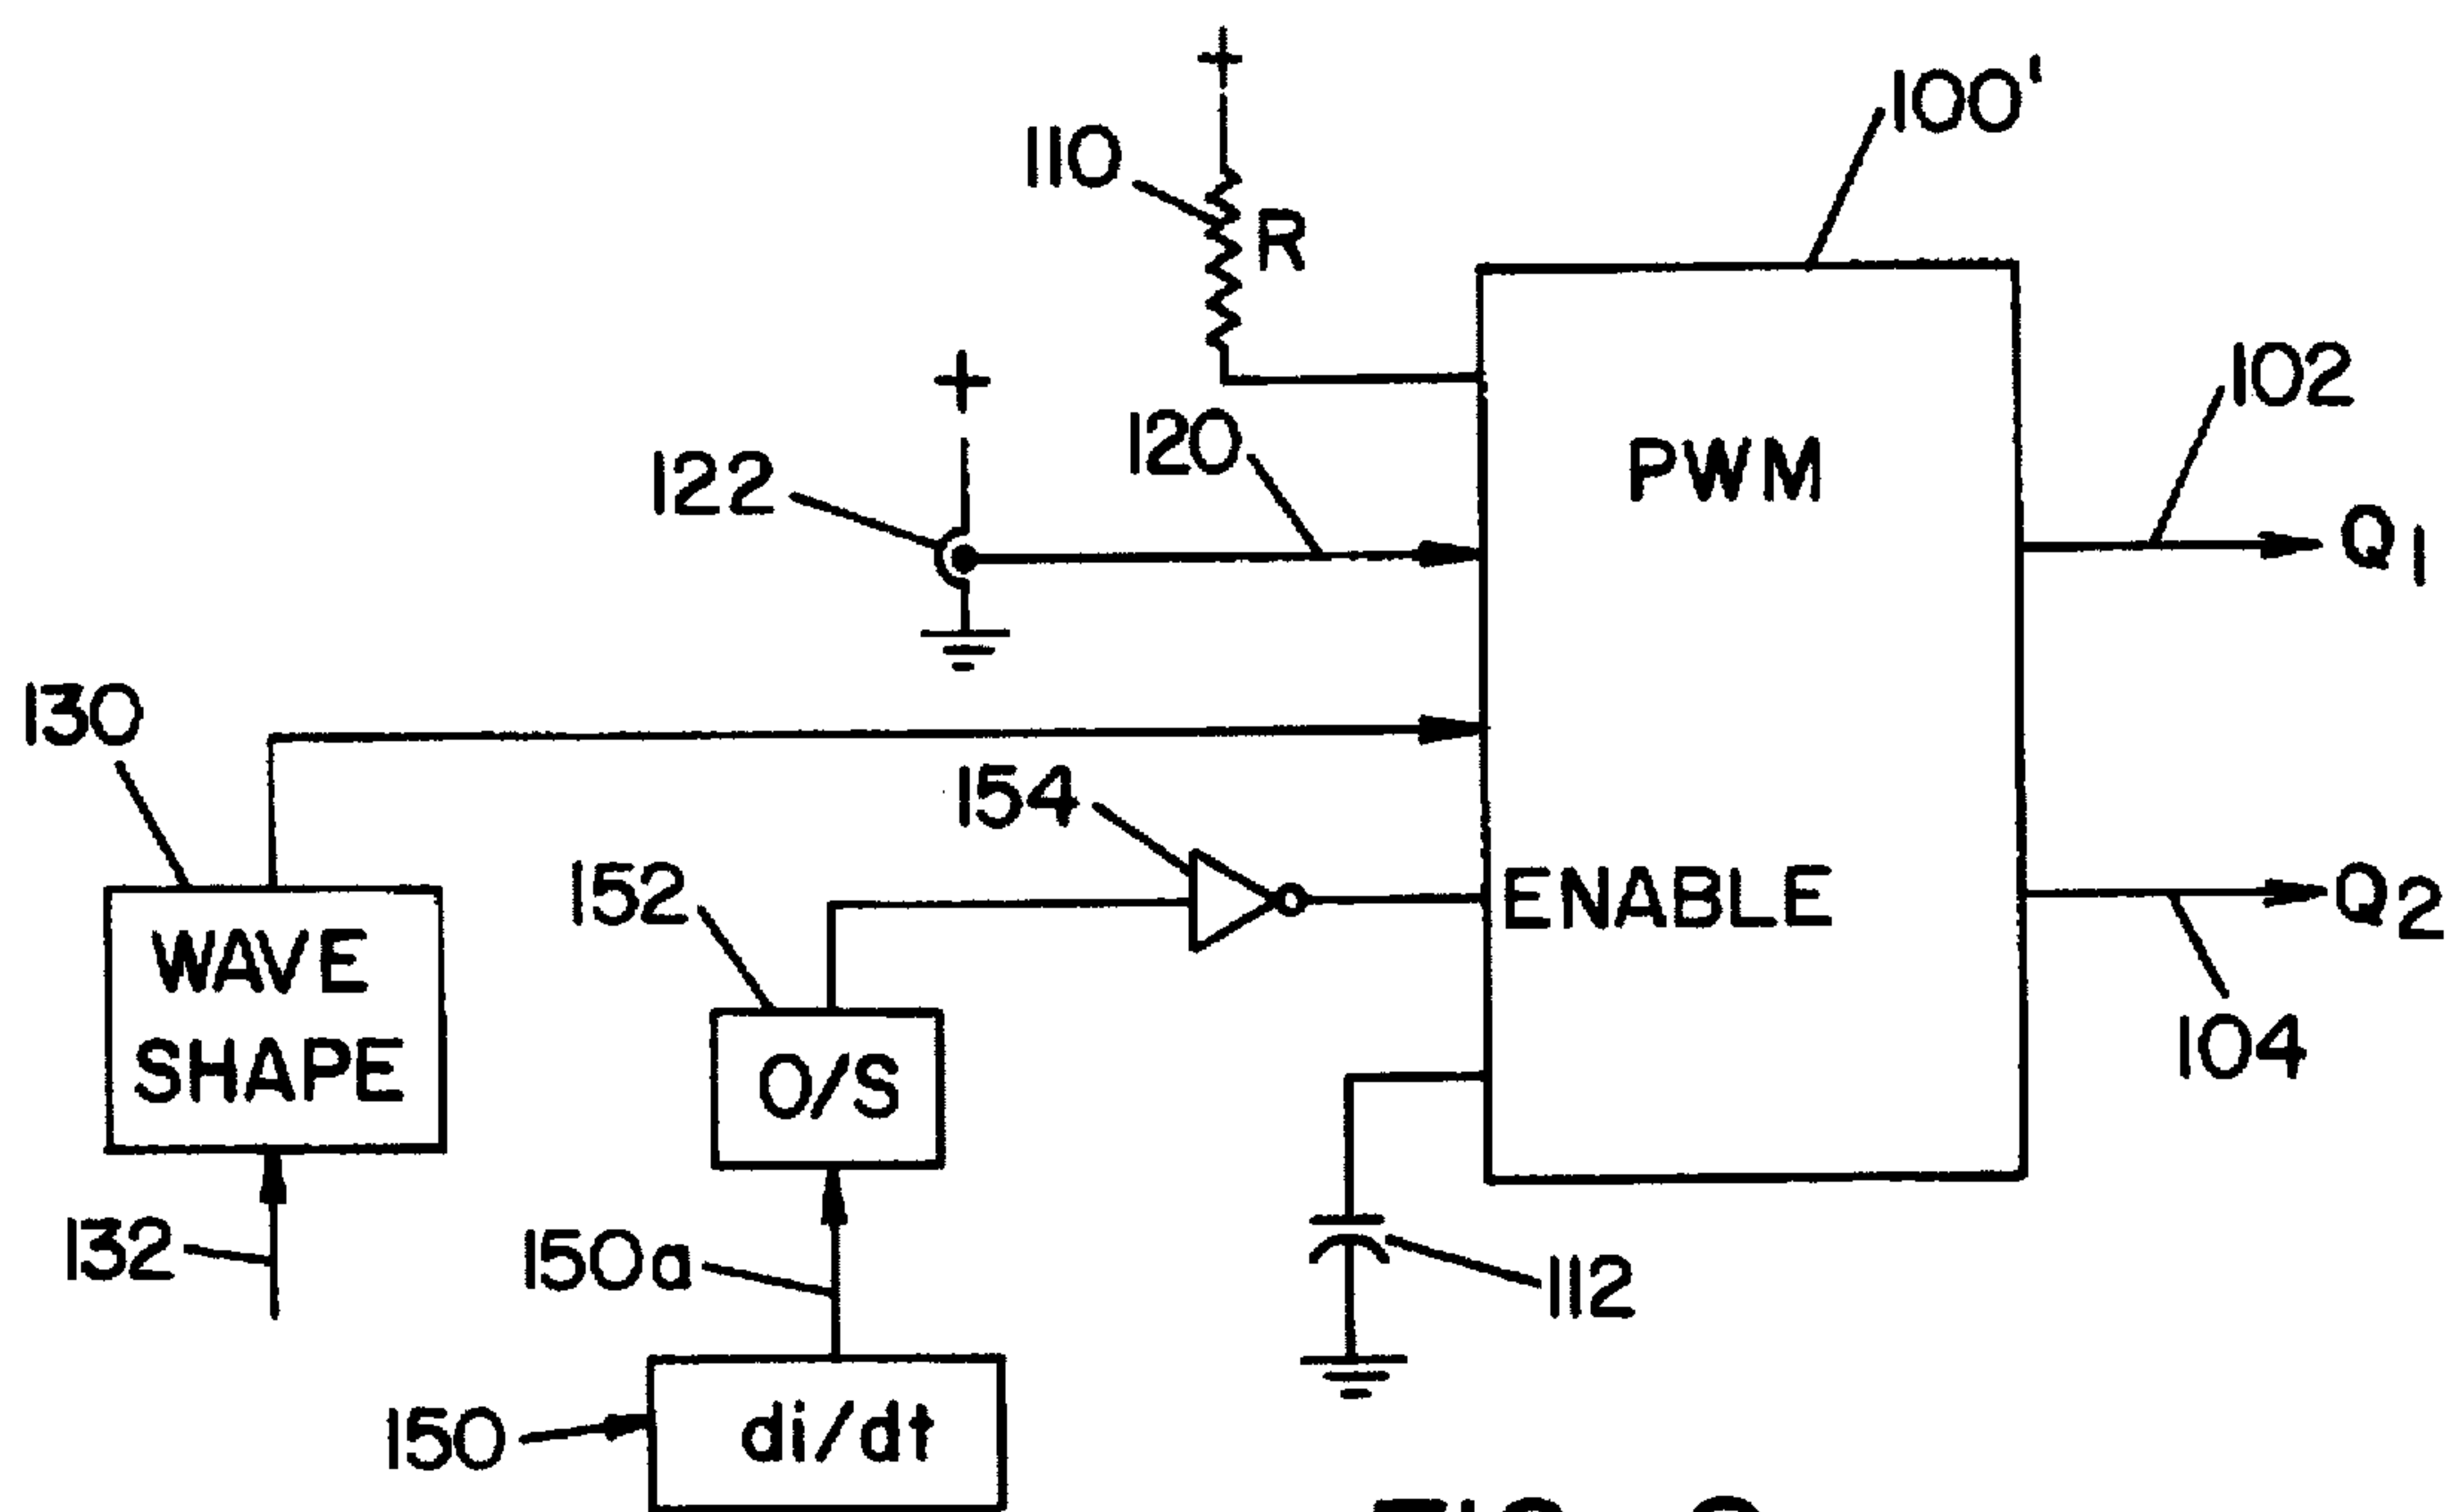 100'
110
R
102
120
PWM
122
Q1
130
154
152
ENABLE
Q2
WAVE
SHAPE
O/S
104
132
150a
112
150
di/dt